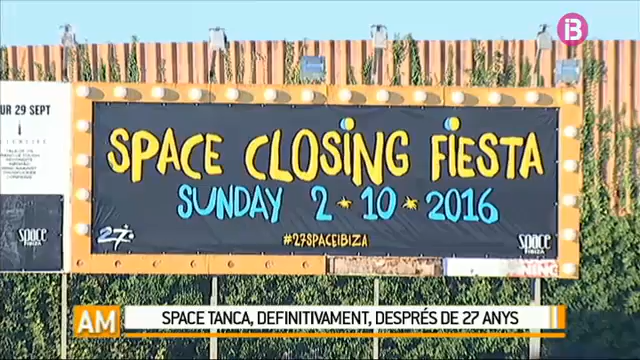 UR 29 SEPT
SPACE CLOSING FIESTA
SUNDAY 2 * 10 * 2016
#27SPACEIBIZA
27
space
IBIZA
space
IBIZA
AM
SPACE TANCA, DEFINITIVAMENT, DESPRÉS DE 27 ANYS